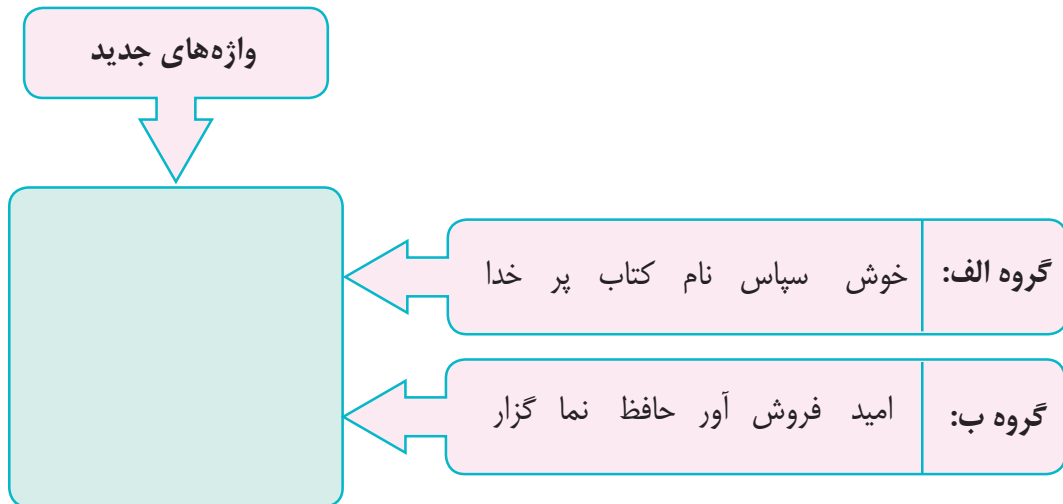 واژه‌های جدید
گروه الف: خوش سپاس نام کتاب پر خدا
گروه ب: امید فروش آور حافظ نما گزار